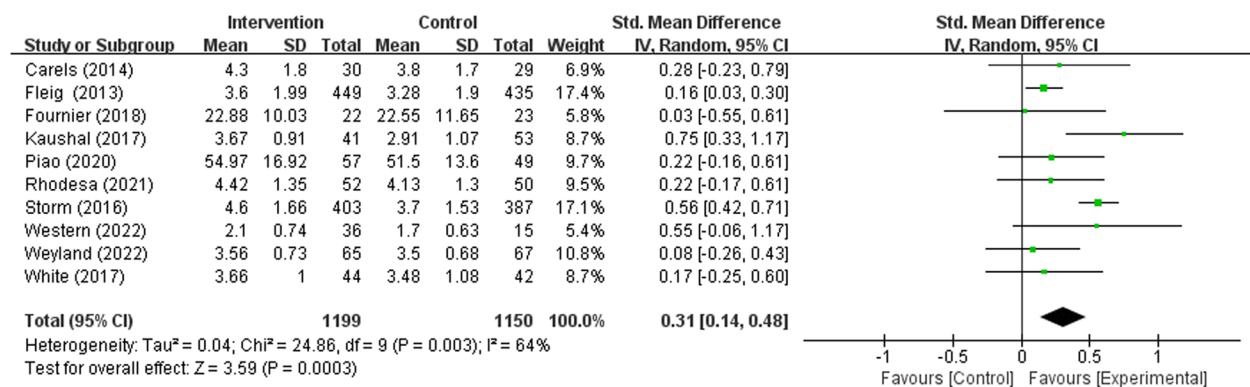 Intervention Control Std. Mean Difference Std. Mean Difference
Study or Subgroup Mean SD Total Mean SD Total Weight IV, Random, 95% CI IV, Random, 95% CI
Carels (2014) 4.3 1.8 30 3.8 1.7 29 6.9% 0.28 [-0.23, 0.79]
Fleig (2013) 3.6 1.99 449 3.28 1.9 435 17.4% 0.16 [0.03, 0.30]
Fournier (2018) 22.88 10.03 22 22.55 11.65 23 5.8% 0.03 [-0.55, 0.61]
Kaushal (2017) 3.67 0.91 41 2.91 1.07 53 8.7% 0.75 [0.33, 1.17]
Piao (2020) 54.97 16.92 57 51.5 13.6 49 9.7% 0.22 [-0.16, 0.61]
Rhodesa (2021) 4.42 1.35 52 4.13 1.3 50 9.5% 0.22 [-0.17, 0.61]
Storm (2016) 4.6 1.66 403 3.7 1.53 387 17.1% 0.56 [0.42, 0.71]
Western (2022) 2.1 0.74 36 1.7 0.63 15 5.4% 0.55 [-0.06, 1.17]
Weyland (2022) 3.56 0.73 65 3.5 0.68 67 10.8% 0.08 [-0.26, 0.43]
White (2017) 3.66 1 44 3.48 1.08 42 8.7% 0.17 [-0.25, 0.60]
Total (95% CI) 1199 1150 100.0% 0.31 [0.14, 0.48]
Heterogeneity: Tau² = 0.04; Chi² = 24.86, df = 9 (P = 0.003); I² = 64%
Test for overall effect: Z = 3.59 (P = 0.0003)
-1 -0.5 0 0.5 1
Favours [Control] Favours [Experimental]